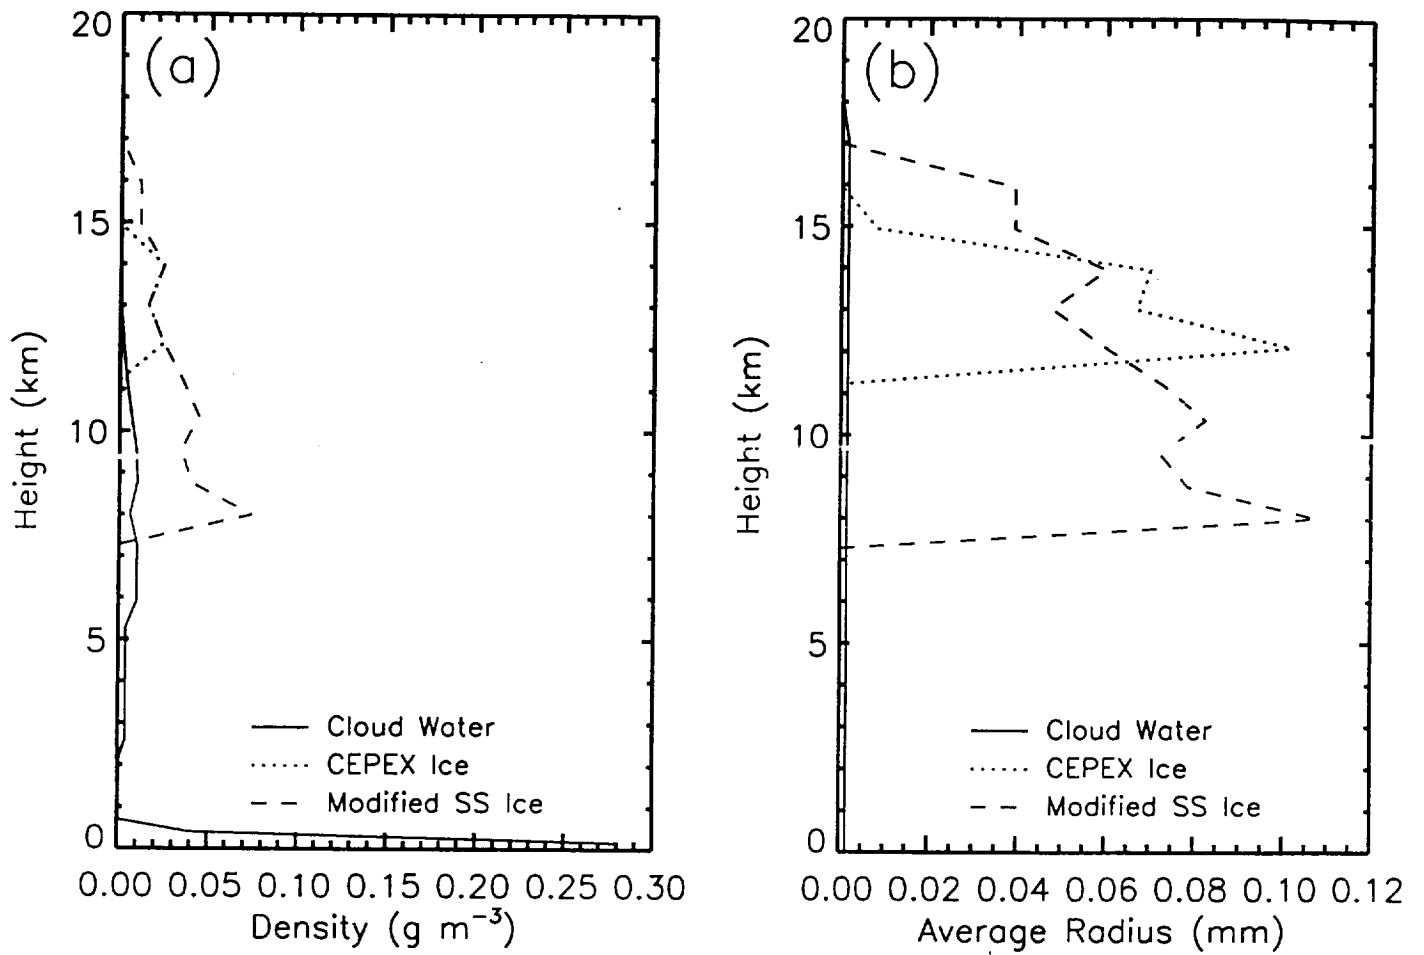 (a)
20
15
10
5
0
Height (km)
Cloud Water
CEPEX Ice
Modified SS Ice
0.00 0.05 0.10 0.15 0.20 0.25 0.30
Density (g m⁻³)
(b)
20
15
10
5
0
Height (km)
Cloud Water
CEPEX Ice
Modified SS Ice
0.00 0.02 0.04 0.06 0.08 0.10 0.12
Average Radius (mm)